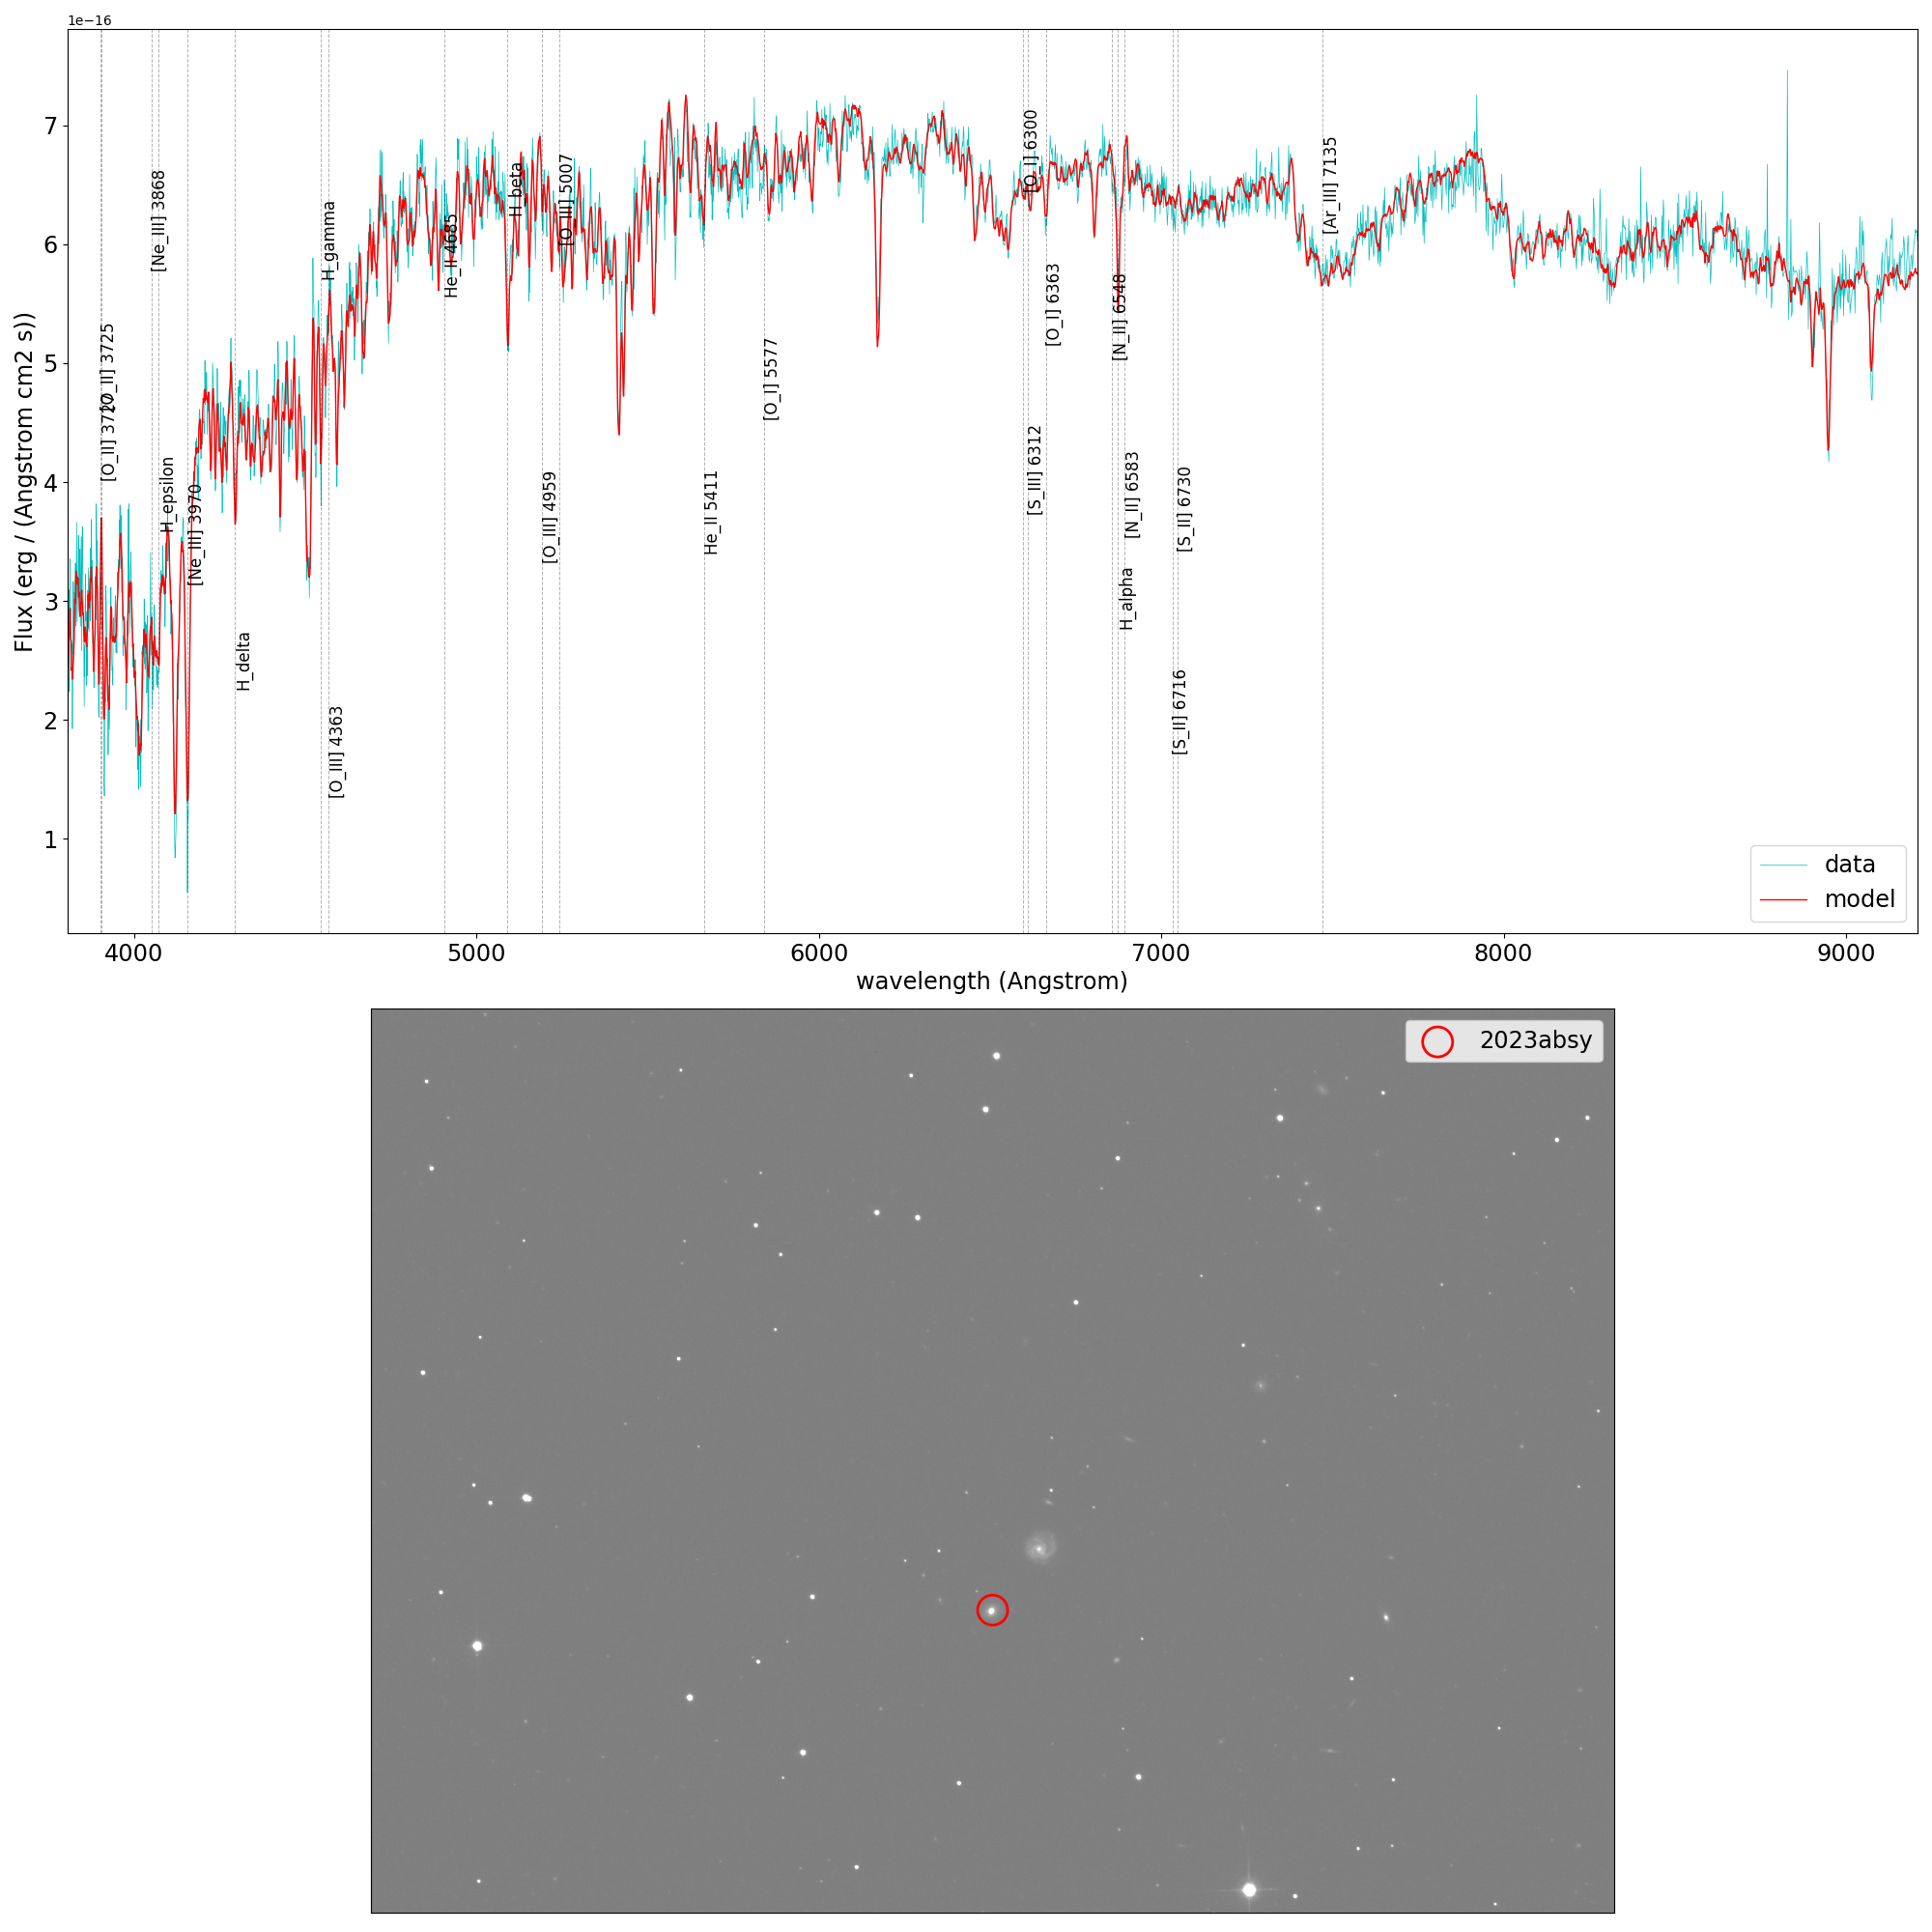 1e−16
[Ne_III] 3868
[O_II] 3725
[O_II] 3727
H_epsilon
[Ne_III] 3970
H_delta
H_gamma
[O_III] 4363
He_II 4685
H_beta
[O_III] 4959
[O_III] 5007
He_II 5411
[O_I] 5577
[O_I] 6300
[S_III] 6312
[O_I] 6363
[N_II] 6548
H_alpha
[N_II] 6583
[S_II] 6716
[S_II] 6730
[Ar_III] 7135
7
6
5
4
3
2
1
Flux (erg / (Angstrom cm2 s))
data
model
4000 5000 6000 7000 8000 9000
wavelength (Angstrom)
2023absy